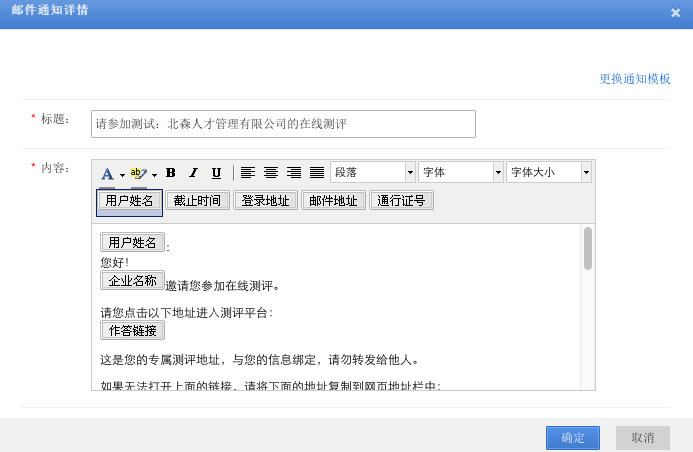 邮件通知详情
更换通知模板
* 标题： 请参加测试：北森人才管理有限公司的在线测评
* 内容： A ab B I U 段落 字体 字体大小
用户姓名 截止时间 登录地址 邮件地址 通行证号
用户姓名：
您好!
企业名称邀请您参加在线测评。
请您点击以下地址进入测评平台：
作答链接
这是您的专属测评地址，与您的信息绑定，请勿转发给他人。
如果无法打开上面的链接，请将下面的地址复制到网页地址栏中：
确定 取消